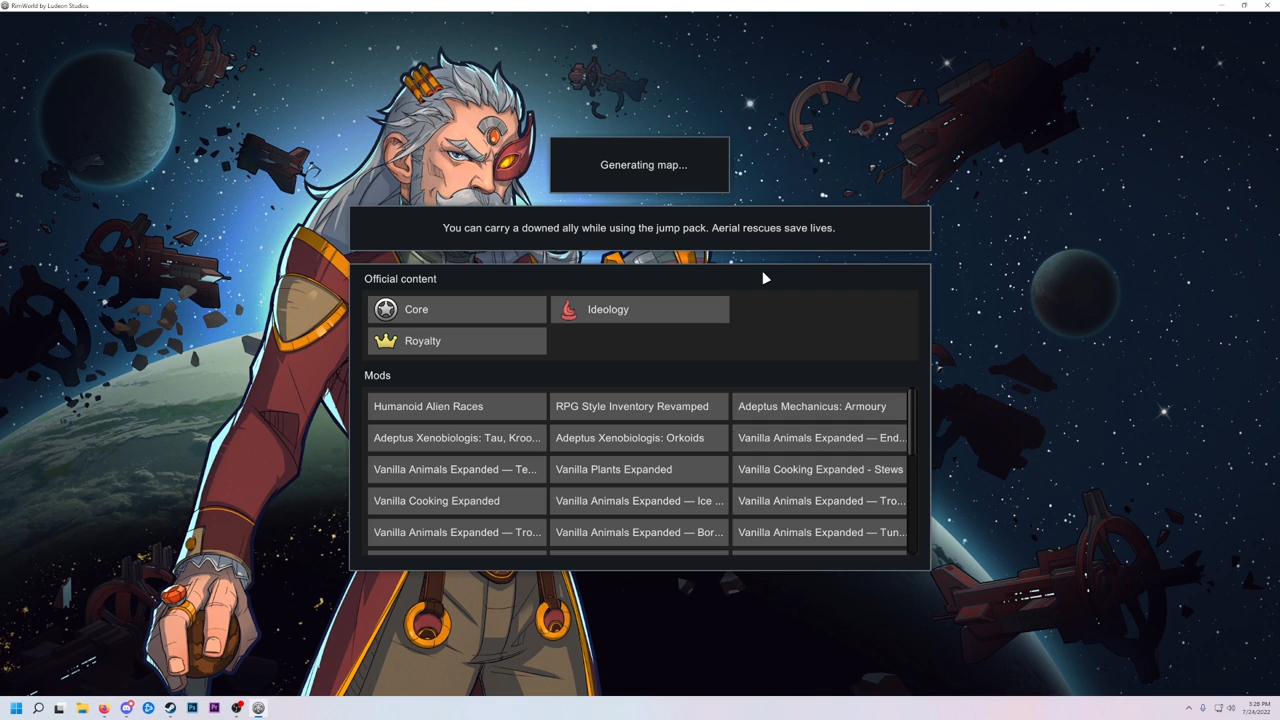 RimWorld by Ludeon Studios
Generating map...
You can carry a downed ally while using the jump pack. Aerial rescues save lives.
Official content
Core
Ideology
Royalty
Mods
Humanoid Alien Races
RPG Style Inventory Revamped
Adeptus Mechanicus: Armoury
Adeptus Xenobiologis: Tau, Kroo...
Adeptus Xenobiologis: Orkoids
Vanilla Animals Expanded — End...
Vanilla Animals Expanded — Te...
Vanilla Plants Expanded
Vanilla Cooking Expanded - Stews
Vanilla Cooking Expanded
Vanilla Animals Expanded — Ice ...
Vanilla Animals Expanded — Tro...
Vanilla Animals Expanded — Tro...
Vanilla Animals Expanded — Bor...
Vanilla Animals Expanded — Tun...
Ps
Pr
3:28 PM
7/24/2022